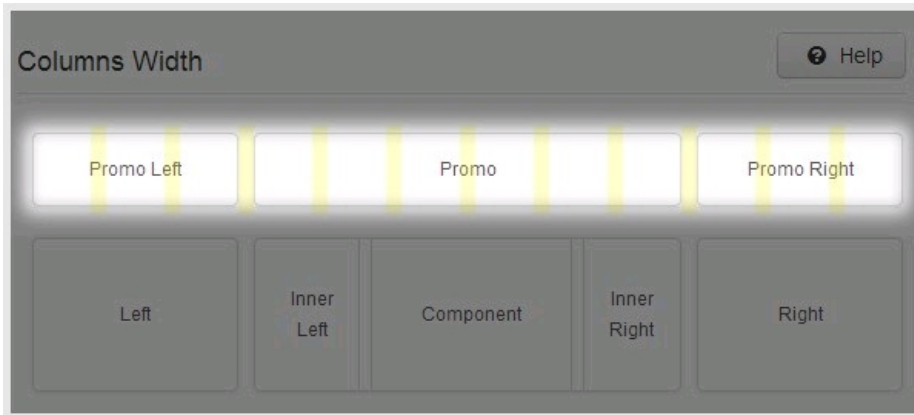 Columns Width
Help
Promo Left
Promo
Promo Right
Left
Inner
Left
Component
Inner
Right
Right